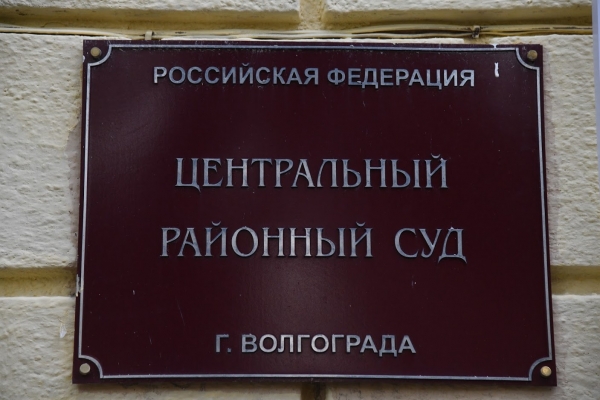 РОССИЙСКАЯ ФЕДЕРАЦИЯ
ЦЕНТРАЛЬНЫЙ
РАЙОННЫЙ СУД
Г. ВОЛГОГРАДА